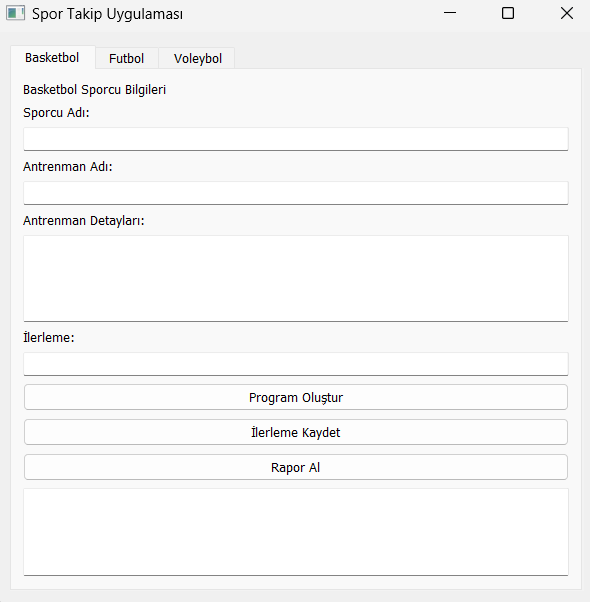 Spor Takip Uygulaması
Basketbol Futbol Voleybol
Basketbol Sporcu Bilgileri
Sporcu Adı:
Antrenman Adı:
Antrenman Detayları:
İlerleme:
Program Oluştur
İlerleme Kaydet
Rapor Al